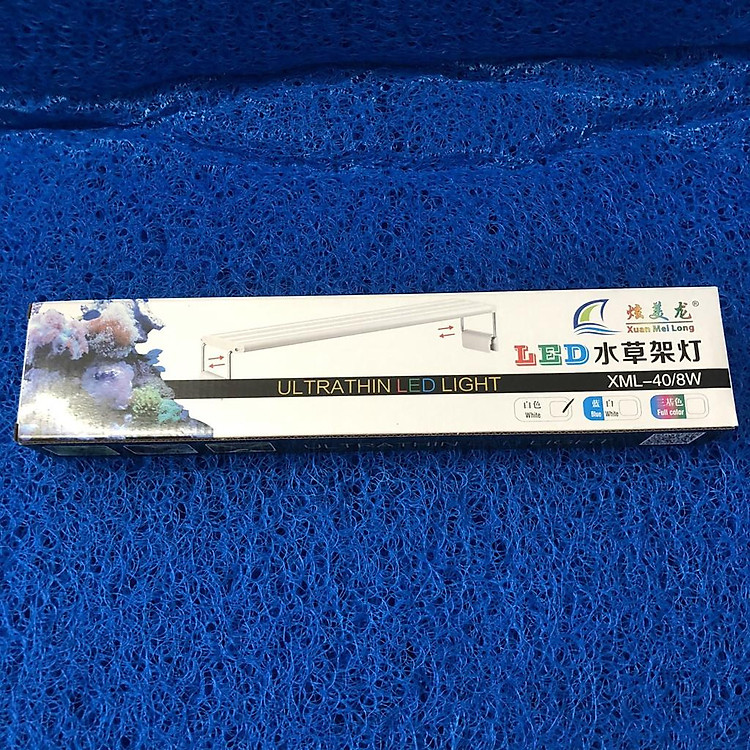 炫美龙®
Xuan Mei Long
LED水草架灯
ULTRATHIN LED LIGHT
XML-40/8W
白色
White
蓝
Blue
白
White
三基色
Full color